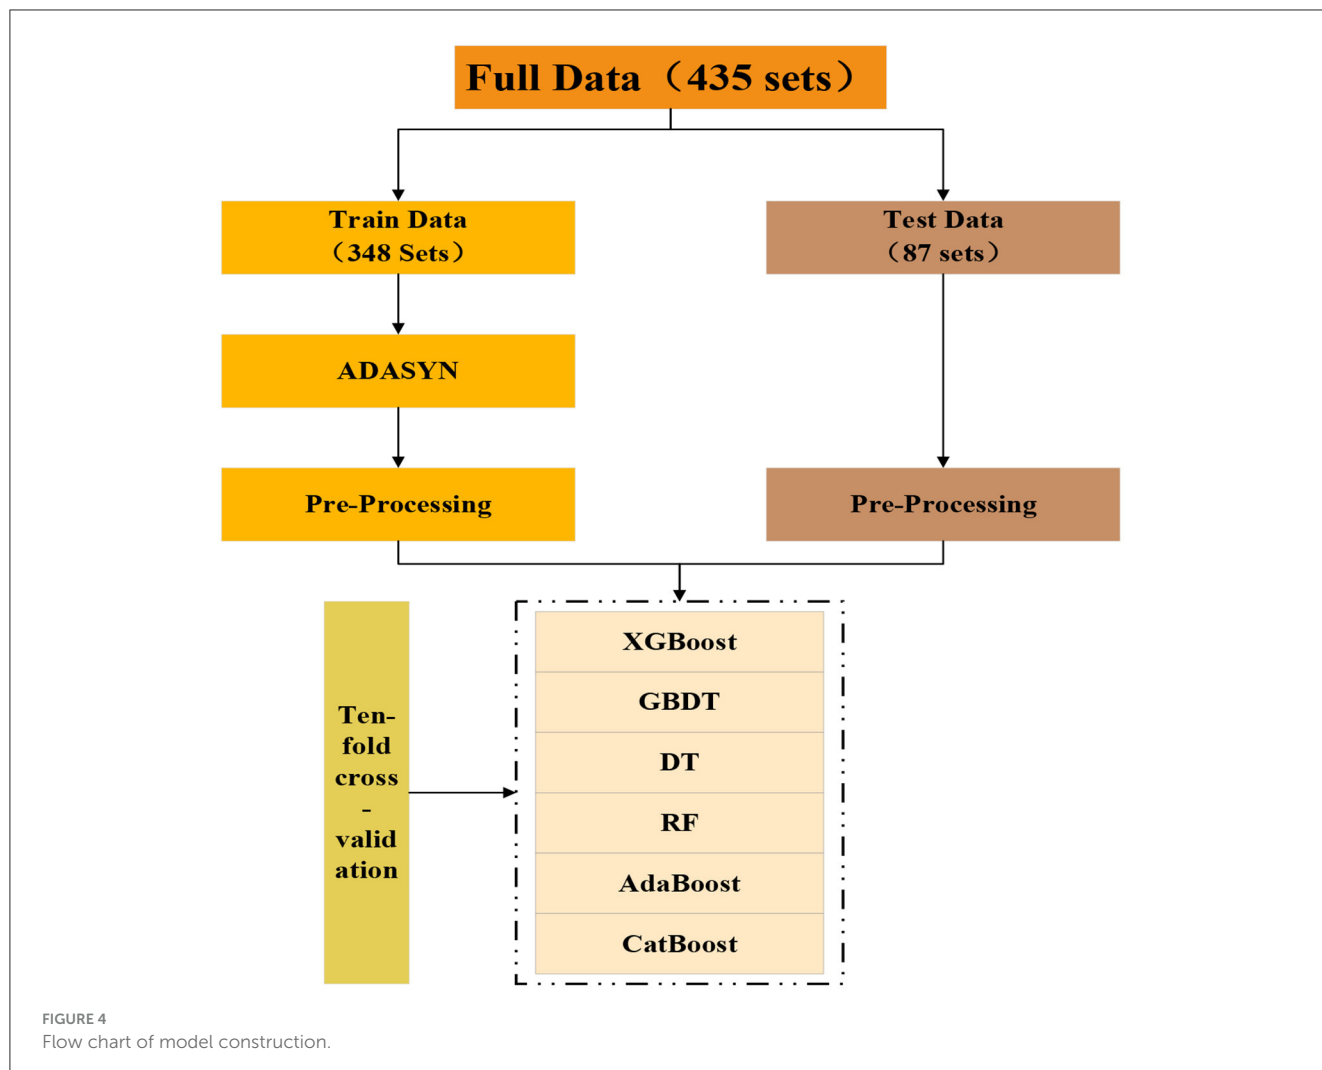 Full Data（435 sets）
Train Data
（348 Sets）
Test Data
（87 sets）
ADASYN
Pre-Processing
Pre-Processing
Ten-
fold
cross
-
valid
ation
XGBoost
GBDT
DT
RF
AdaBoost
CatBoost
FIGURE 4
Flow chart of model construction.